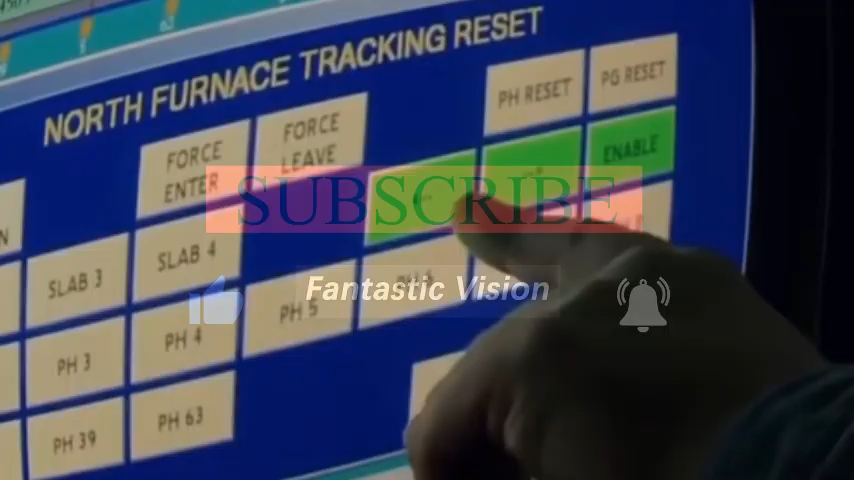 NORTH FURNACE TRACKING RESET
PH RESET
PG RESET
FORCE
ENTER
FORCE
LEAVE
ENABLE
SUBSCRIBE
N
SLAB 3
SLAB 4
Fantastic Vision
PH 5
PH 3
PH 4
PH 39
PH 63